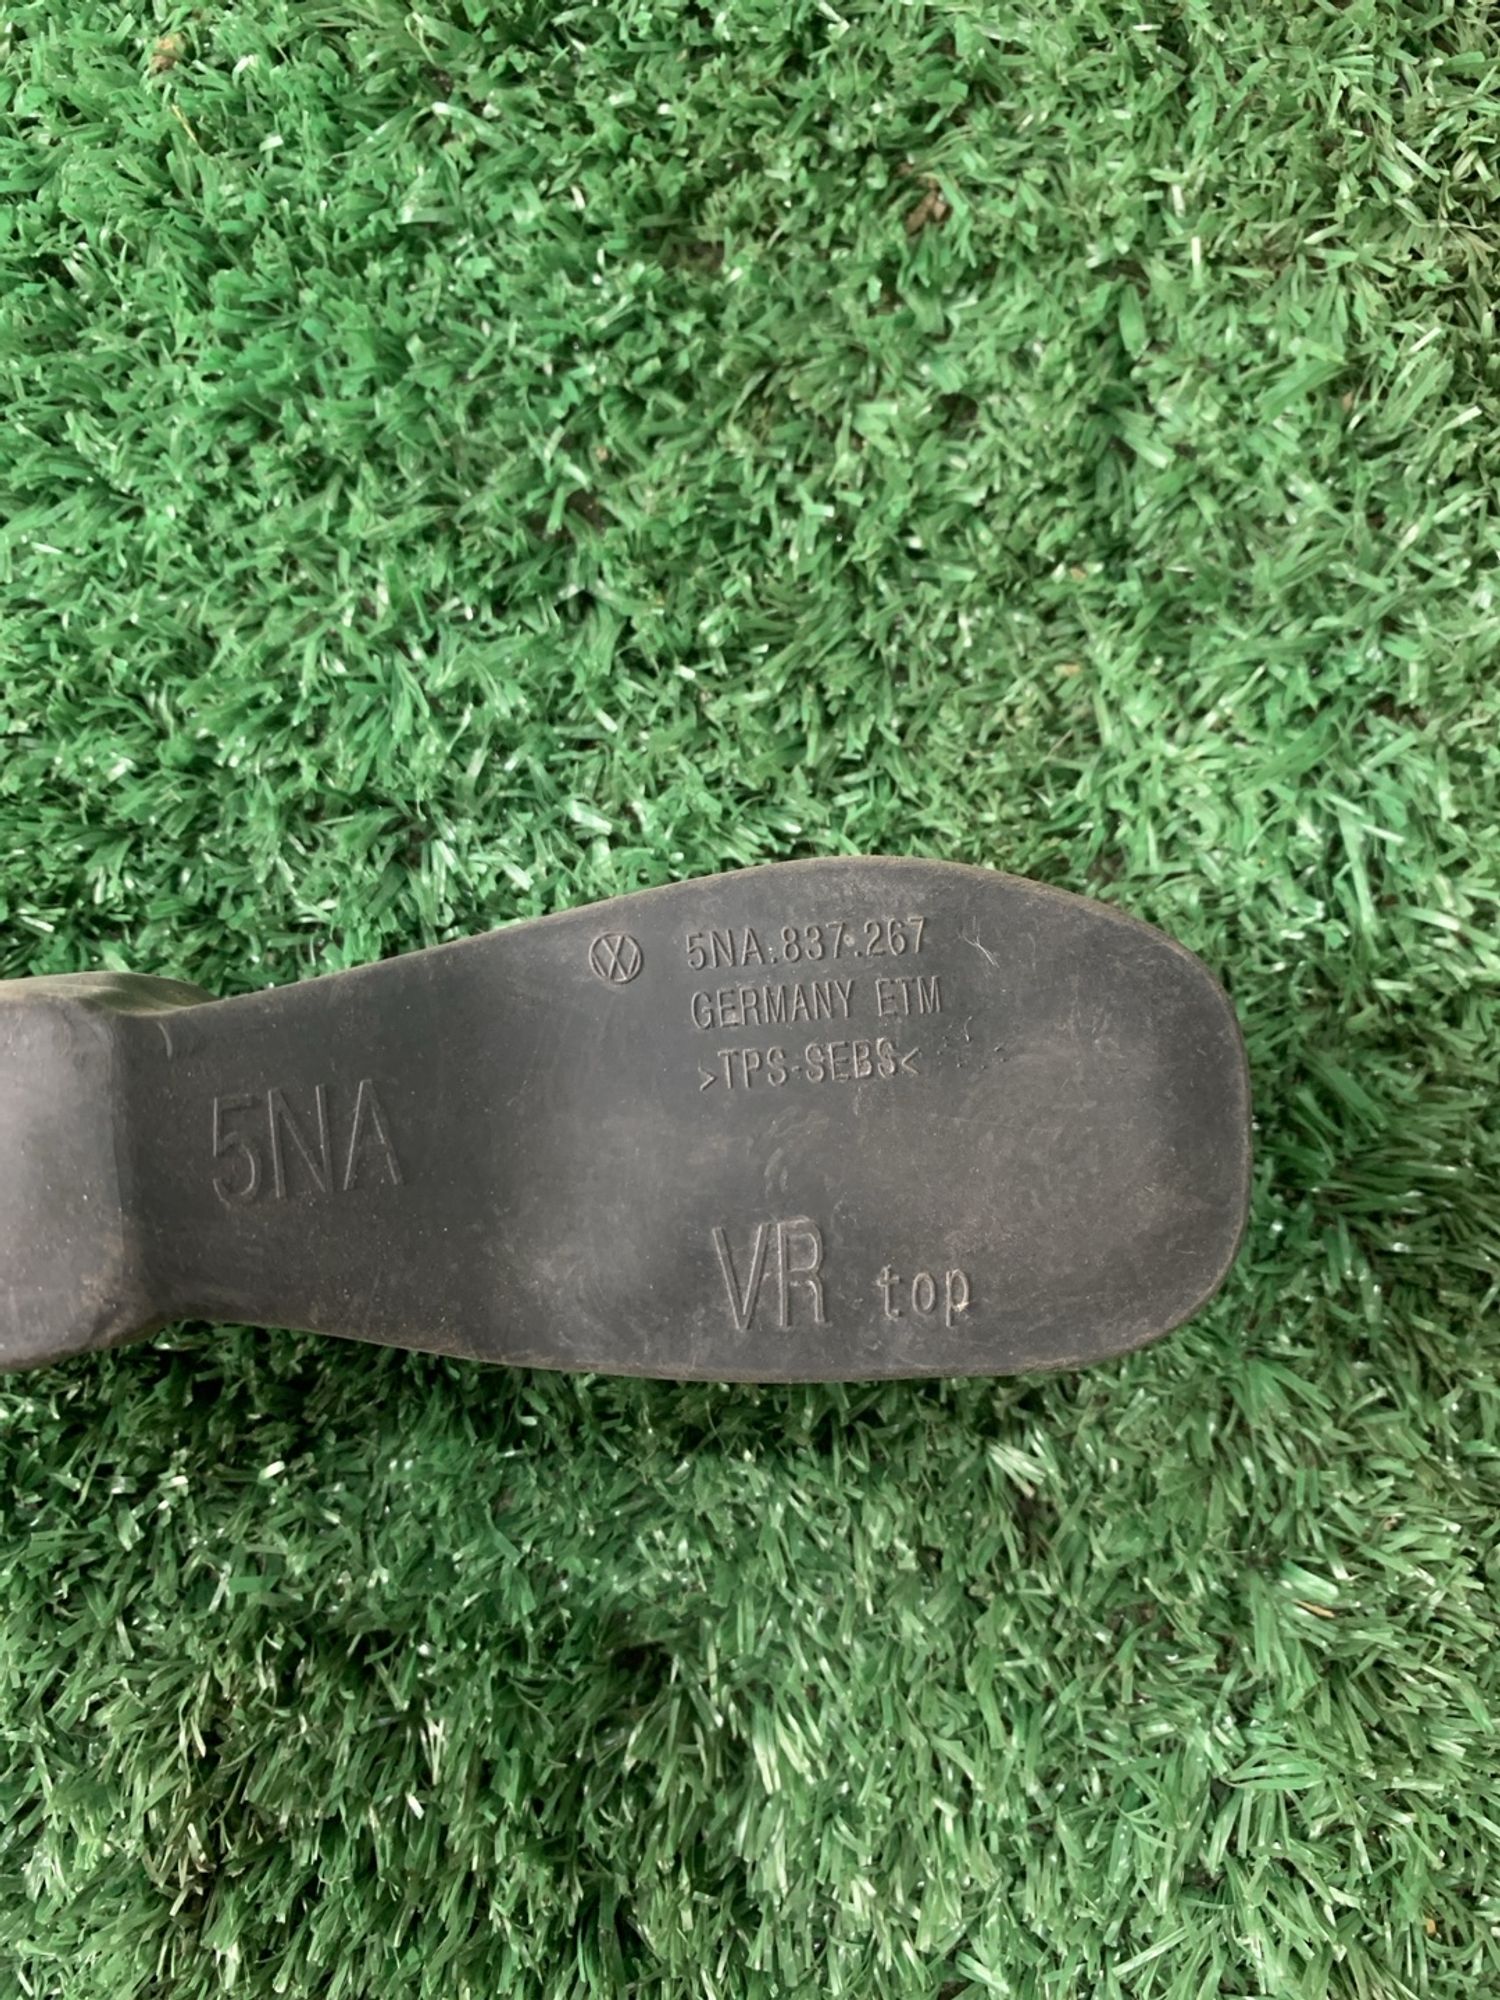 5NA.837.267
GERMANY ETM
>TPS-SEBS<
5NA
VR top